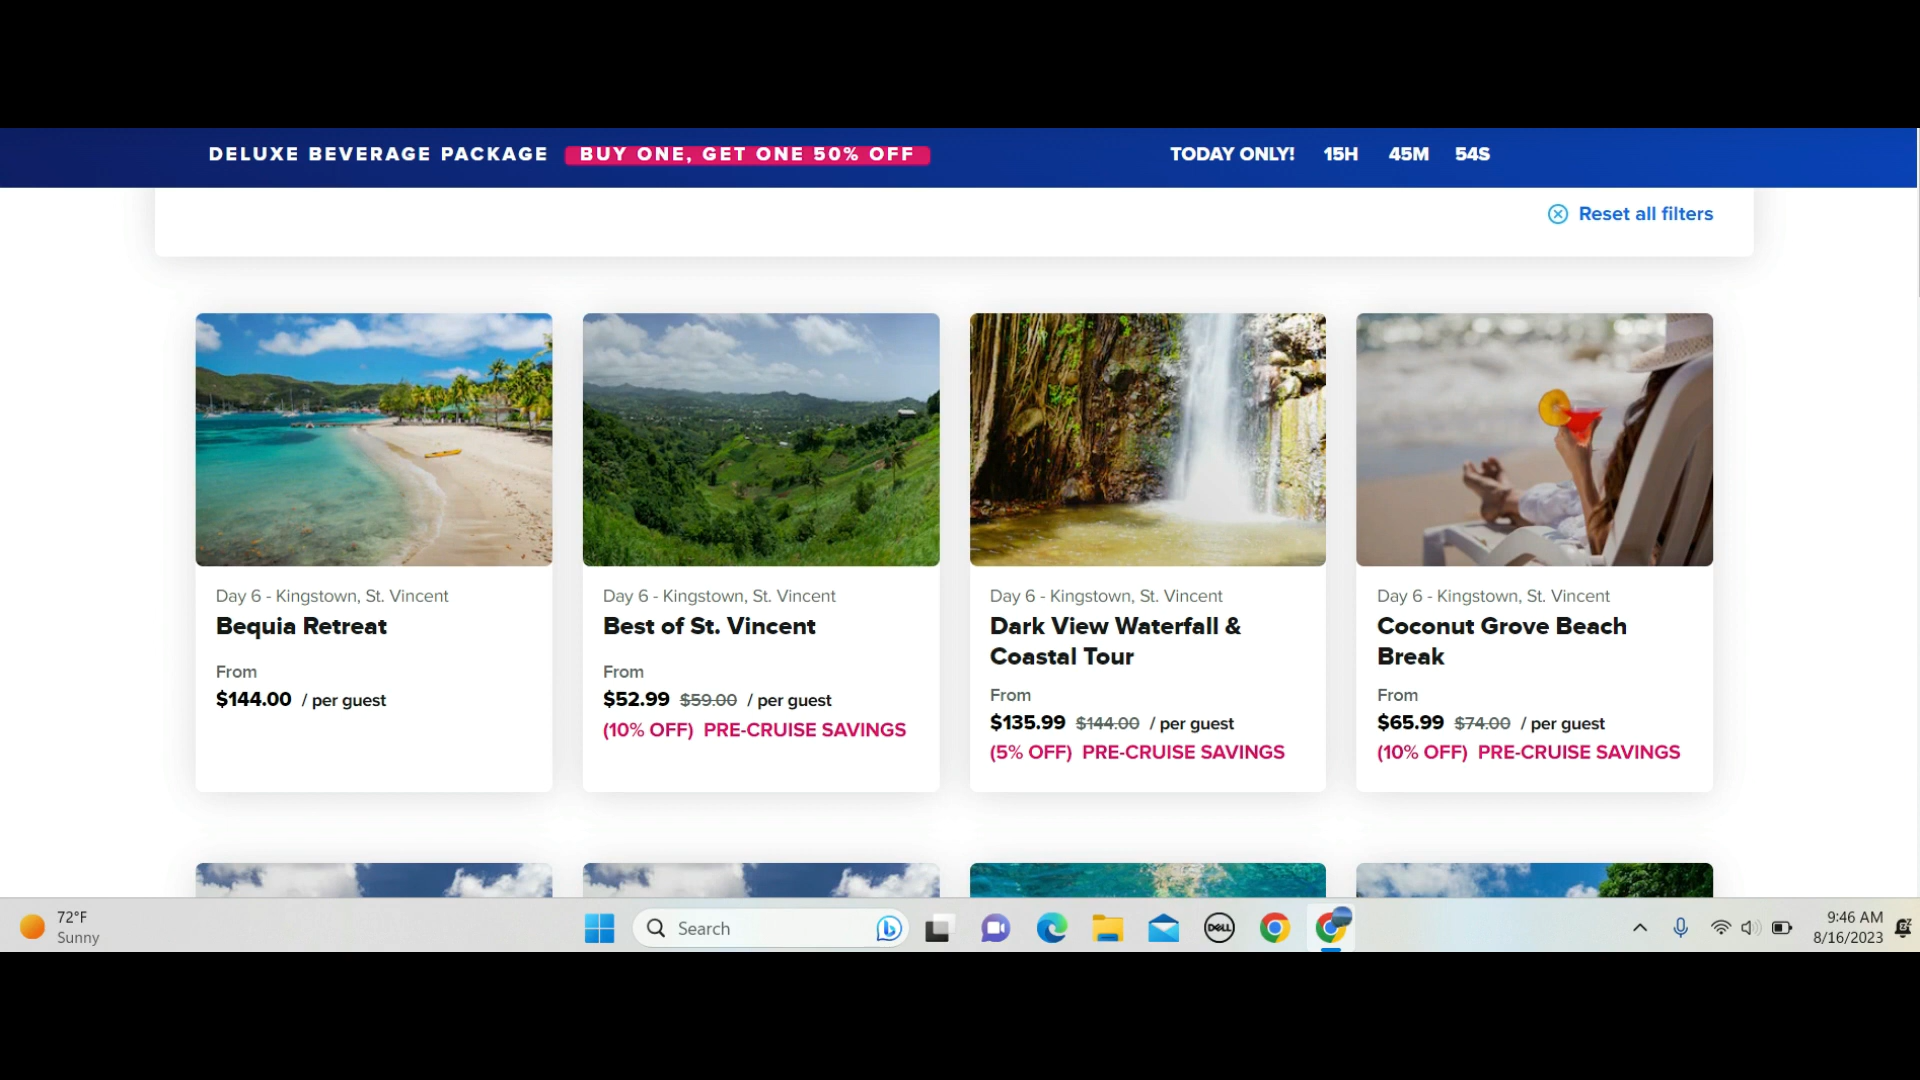 DELUXE BEVERAGE PACKAGE BUY ONE, GET ONE 50% OFF TODAY ONLY! 15H 45M 54S
Reset all filters
Day 6 - Kingstown, St. Vincent
Bequia Retreat
From
$144.00 / per guest
Day 6 - Kingstown, St. Vincent
Best of St. Vincent
From
$52.99 $59.00 / per guest
(10% OFF) PRE-CRUISE SAVINGS
Day 6 - Kingstown, St. Vincent
Dark View Waterfall &
Coastal Tour
From
$135.99 $144.00 / per guest
(5% OFF) PRE-CRUISE SAVINGS
Day 6 - Kingstown, St. Vincent
Coconut Grove Beach
Break
From
$65.99 $74.00 / per guest
(10% OFF) PRE-CRUISE SAVINGS
72°F
Sunny
Search
DELL
9:46 AM
8/16/2023